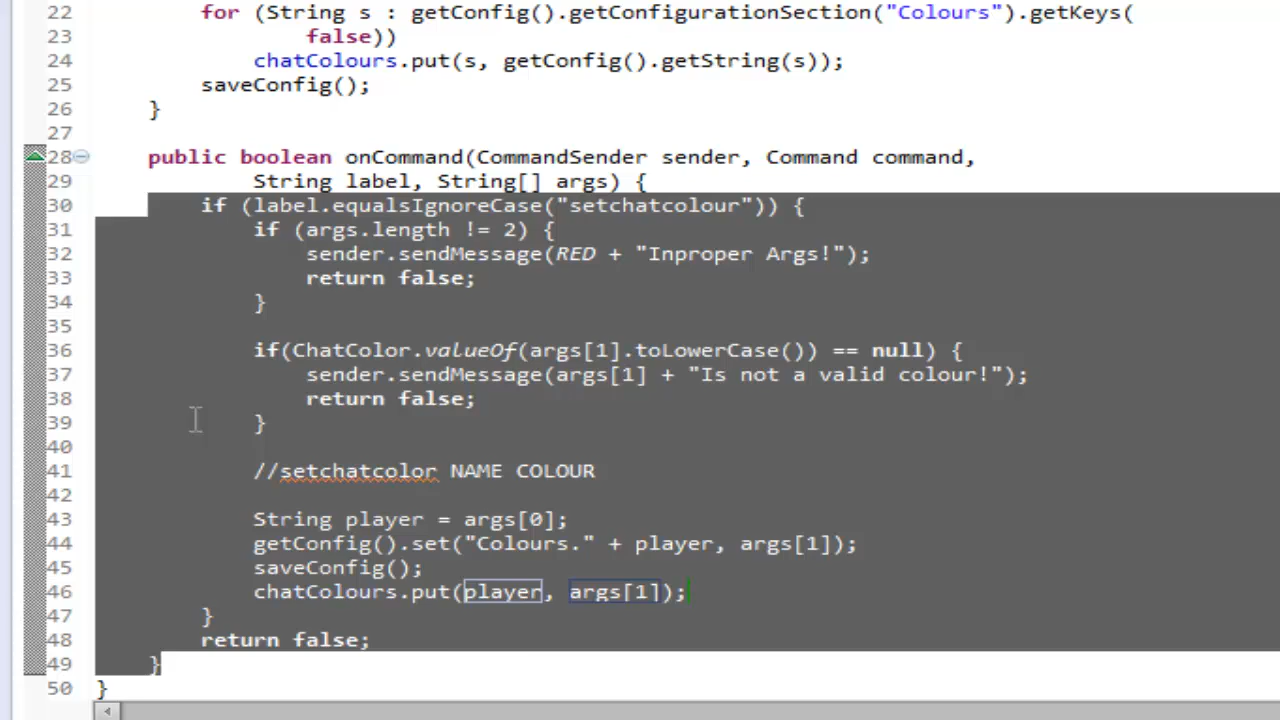 22 for (String s : getConfig().getConfigurationSection("Colours").getKeys(
23 false))
24 chatColours.put(s, getConfig().getString(s));
25 saveConfig();
26 }
27
28 public boolean onCommand(CommandSender sender, Command command,
29 String label, String[] args) {
30 if (label.equalsIgnoreCase("setchatcolour")) {
31 if (args.length != 2) {
32 sender.sendMessage(RED + "Inproper Args!");
33 return false;
34 }
35
36 if(ChatColor.valueOf(args[1].toLowerCase()) == null) {
37 sender.sendMessage(args[1] + "Is not a valid colour!");
38 return false;
39 }
40
41 //setchatcolor NAME COLOUR
42
43 String player = args[0];
44 getConfig().set("Colours." + player, args[1]);
45 saveConfig();
46 chatColours.put(player, args[1]);
47 }
48 return false;
49 }
50 }